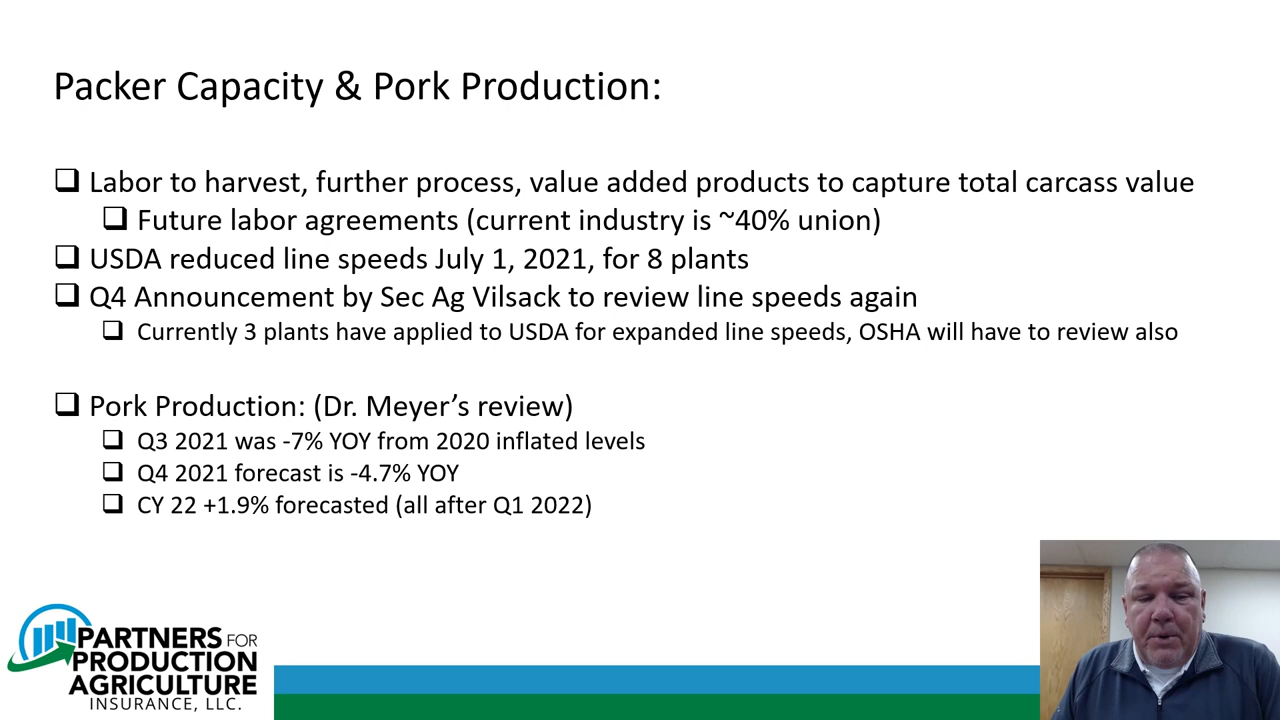 Packer Capacity & Pork Production:
❑ Labor to harvest, further process, value added products to capture total carcass value
❑ Future labor agreements (current industry is ~40% union)
❑ USDA reduced line speeds July 1, 2021, for 8 plants
❑ Q4 Announcement by Sec Ag Vilsack to review line speeds again
❑ Currently 3 plants have applied to USDA for expanded line speeds, OSHA will have to review also
❑ Pork Production: (Dr. Meyer’s review)
❑ Q3 2021 was -7% YOY from 2020 inflated levels
❑ Q4 2021 forecast is -4.7% YOY
❑ CY 22 +1.9% forecasted (all after Q1 2022)
PARTNERS FOR
PRODUCTION
AGRICULTURE
INSURANCE, LLC.